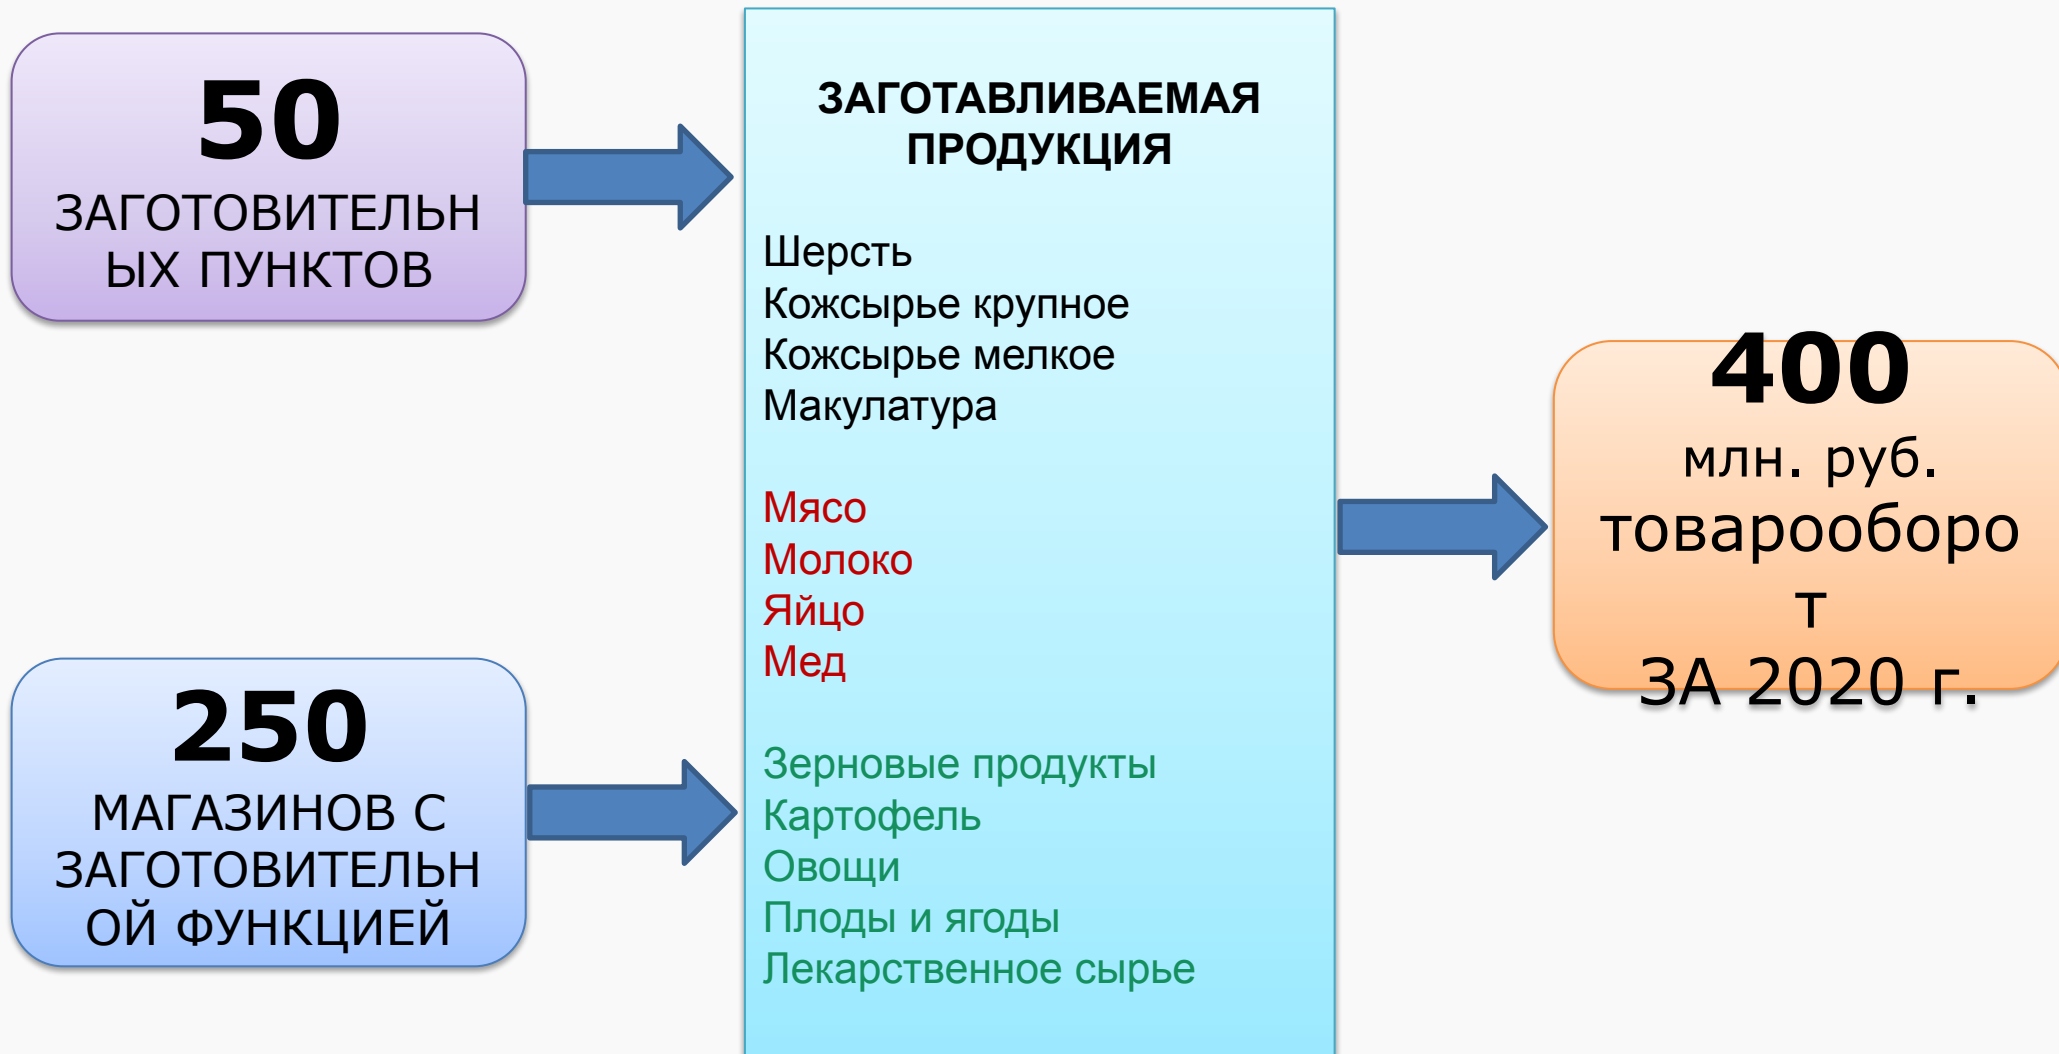 50
ЗАГОТОВИТЕЛЬН
ЫХ ПУНКТОВ
250
МАГАЗИНОВ С
ЗАГОТОВИТЕЛЬН
ОЙ ФУНКЦИЕЙ
ЗАГОТАВЛИВАЕМАЯ
ПРОДУКЦИЯ
Шерсть
Кожсырье крупное
Кожсырье мелкое
Макулатура
Мясо
Молоко
Яйцо
Мед
Зерновые продукты
Картофель
Овощи
Плоды и ягоды
Лекарственное сырье
400
млн. руб.
товарооборо
т
ЗА 2020 г.